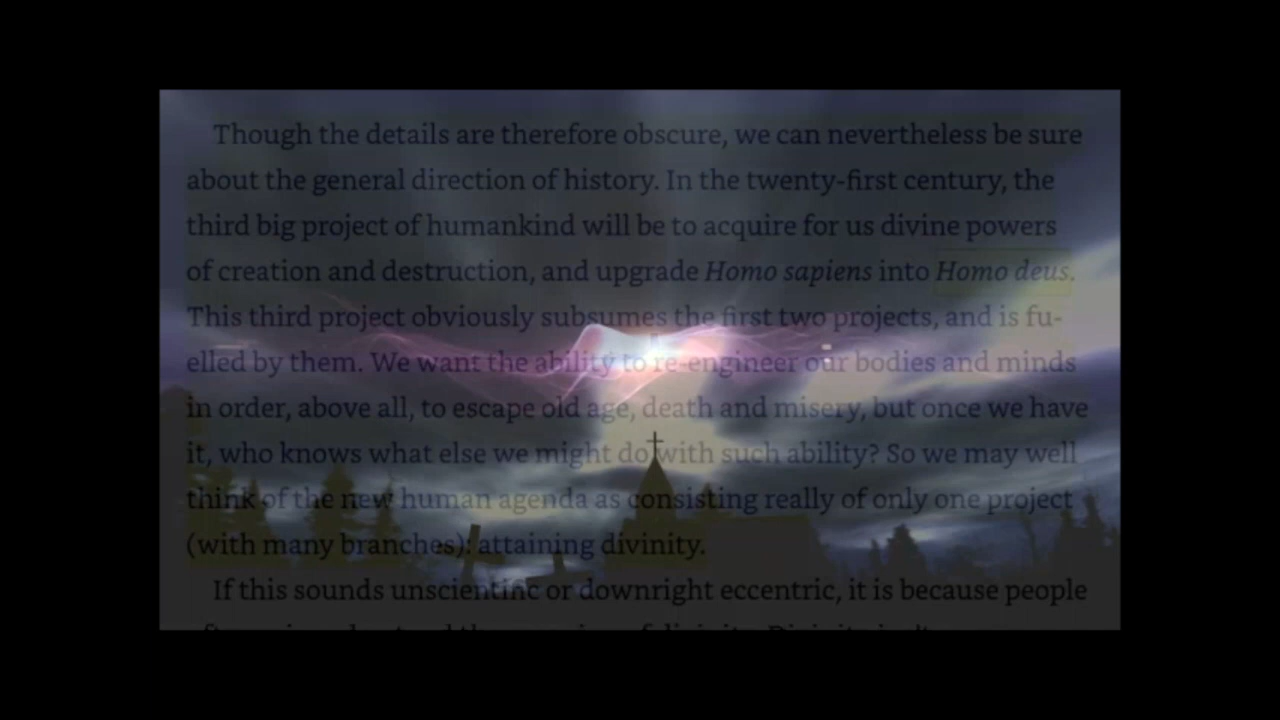 Though the details are therefore obscure, we can nevertheless be sure
about the general direction of history. In the twenty-first century, the
third big project of humankind will be to acquire for us divine powers
of creation and destruction, and upgrade Homo sapiens into Homo deus.
This third project obviously subsumes the first two projects, and is fu-
elled by them. We want the ability to re-engineer our bodies and minds
in order, above all, to escape old age, death and misery, but once we have
it, who knows what else we might do with such ability? So we may well
think of the new human agenda as consisting really of only one project
(with many branches): attaining divinity.
If this sounds unscientific or downright eccentric, it is because people